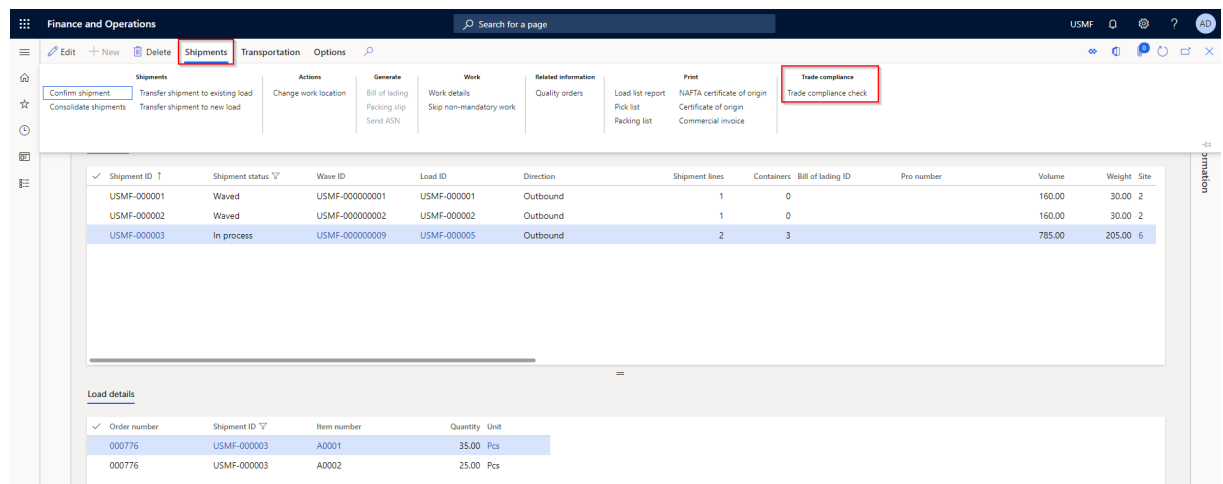 Finance and Operations Search for a page USMF ? AD
Edit New Delete Shipments Transportation Options 0
Shipments Actions Generate Work Related information Print Trade compliance
Confirm shipment Transfer shipment to existing load Change work location Bill of lading Work details Quality orders Load list report NAFTA certificate of origin Trade compliance check
Consolidate shipments Transfer shipment to new load Packing slip Skip non-mandatory work Pick list Certificate of origin
Send ASN Packing list Commercial invoice
Shipment ID ↑ Shipment status Wave ID Load ID Direction Shipment lines Containers Bill of lading ID Pro number Volume Weight Site
USMF-000001 Waved USMF-000000001 USMF-000001 Outbound 1 0 160.00 30.00 2
USMF-000002 Waved USMF-000000002 USMF-000002 Outbound 1 0 160.00 30.00 2
USMF-000003 In process USMF-000000009 USMF-000005 Outbound 2 3 785.00 205.00 6
Load details
Order number Shipment ID Item number Quantity Unit
000776 USMF-000003 A0001 35.00 Pcs
000776 USMF-000003 A0002 25.00 Pcs